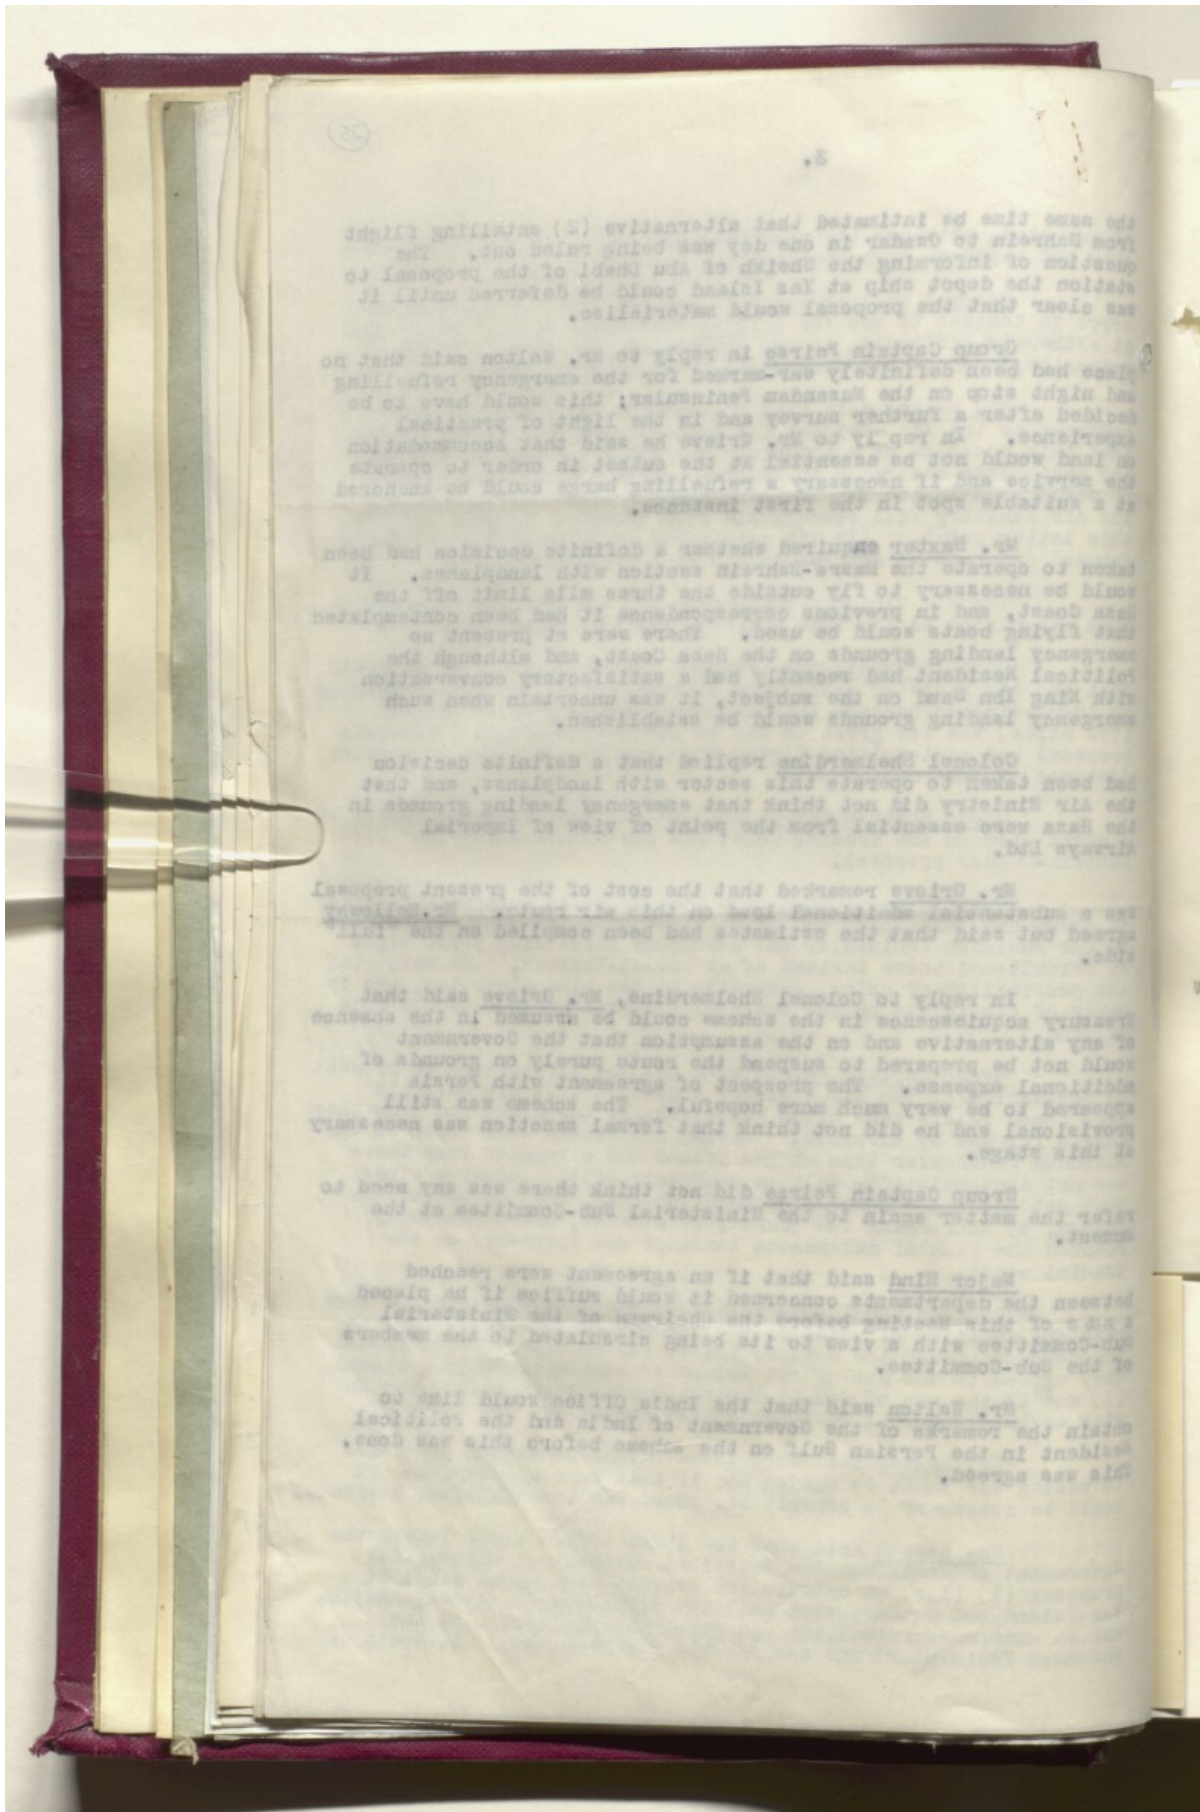 25
3.
the same time be intimated that alternative (2) entailing flight
from Bahrein to Gwadar in one day was being ruled out. The
question of informing the Sheikh of Abu Dhabi of the proposal to
station the depot ship at Yas Island could be deferred until it
was clear that the proposal would materialise.
Group Captain Peirse in reply to Mr. Walton said that no
place had been definitely ear-marked for the emergency refuelling
and night stop on the Musandam Peninsular; this would have to be
decided after a further survey and in the light of practical
experience. In reply to Mr. Grieve he said that accommodation
on land would not be essential at the outset in order to operate
the service and if necessary a refuelling barge could be anchored
at a suitable spot in the first instance.
Mr. Baxter enquired whether a definite decision had been
taken to operate the Basra-Bahrein section with landplanes. It
would be necessary to fly outside the three mile limit off the
Hasa Coast, and in previous correspondence it had been contemplated
that flying boats would be used. There were at present no
emergency landing grounds on the Hasa Coast, and although the
Political Resident had recently had a satisfactory conversation
with King Ibn Saud on the subject, it was uncertain when such
emergency landing grounds would be established.
Colonel Shelmerdine replied that a definite decision
had been taken to operate this sector with landplanes, and that
the Air Ministry did not think that emergency landing grounds in
the Hasa were essential from the point of view of Imperial
Airways Ltd.
Mr. Grieve remarked that the cost of the present proposal
was a substantial additional load on this air route. Mr.Holloway
agreed but said that the estimates had been compiled on the "full"
side.
In reply to Colonel Shelmerdine, Mr. Grieve said that
Treasury acquiescence in the scheme could be assumed in the absence
of any alternative and on the assumption that the Government
would not be prepared to suspend the route purely on grounds of
additional expense. The prospect of agreement with Persia
appeared to be very much more hopeful. The scheme was still
provisional and he did not think that formal sanction was necessary
at this stage.
Group Captain Peirse did not think there was any need to
refer the matter again to the Ministerial Sub-Committee at the
moment.
Major Hind said that if an agreement were reached
between the departments concerned it would suffice if he placed
a note of this Meeting before the Chairman of the Ministerial
Sub-Committee with a view to its being circulated to the members
of the Sub-Committee.
Mr. Walton said that the India Office would like to
obtain the remarks of the Government of India and the Political
Resident in the Persian Gulf on the scheme before this was done.
This was agreed.